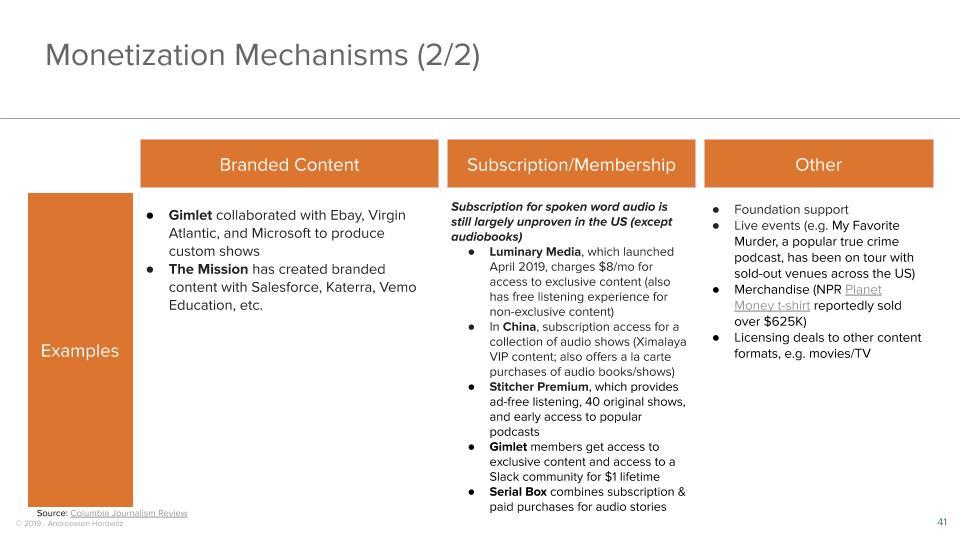 Monetization Mechanisms (2/2)
Branded Content
Subscription/Membership
Other
Examples
● Gimlet collaborated with Ebay, Virgin
Atlantic, and Microsoft to produce
custom shows
● The Mission has created branded
content with Salesforce, Katerra, Vemo
Education, etc.
Subscription for spoken word audio is
still largely unproven in the US (except
audiobooks)
● Luminary Media, which launched
April 2019, charges $8/mo for
access to exclusive content (also
has free listening experience for
non-exclusive content)
● In China, subscription access for a
collection of audio shows (Ximalaya
VIP content; also offers a la carte
purchases of audio books/shows)
● Stitcher Premium, which provides
ad-free listening, 40 original shows,
and early access to popular
podcasts
● Gimlet members get access to
exclusive content and access to a
Slack community for $1 lifetime
● Serial Box combines subscription &
paid purchases for audio stories
● Foundation support
● Live events (e.g. My Favorite
Murder, a popular true crime
podcast, has been on tour with
sold-out venues across the US)
● Merchandise (NPR Planet
Money t-shirt reportedly sold
over $625K)
● Licensing deals to other content
formats, e.g. movies/TV
Source: Columbia Journalism Review
© 2019 - Andreessen Horowitz
41